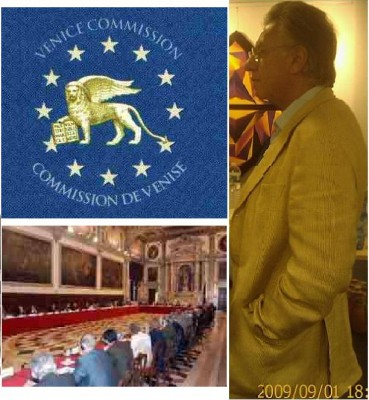 VENICE COMMISSION
COMMISSION DE VENISE
2009/09/01 18: